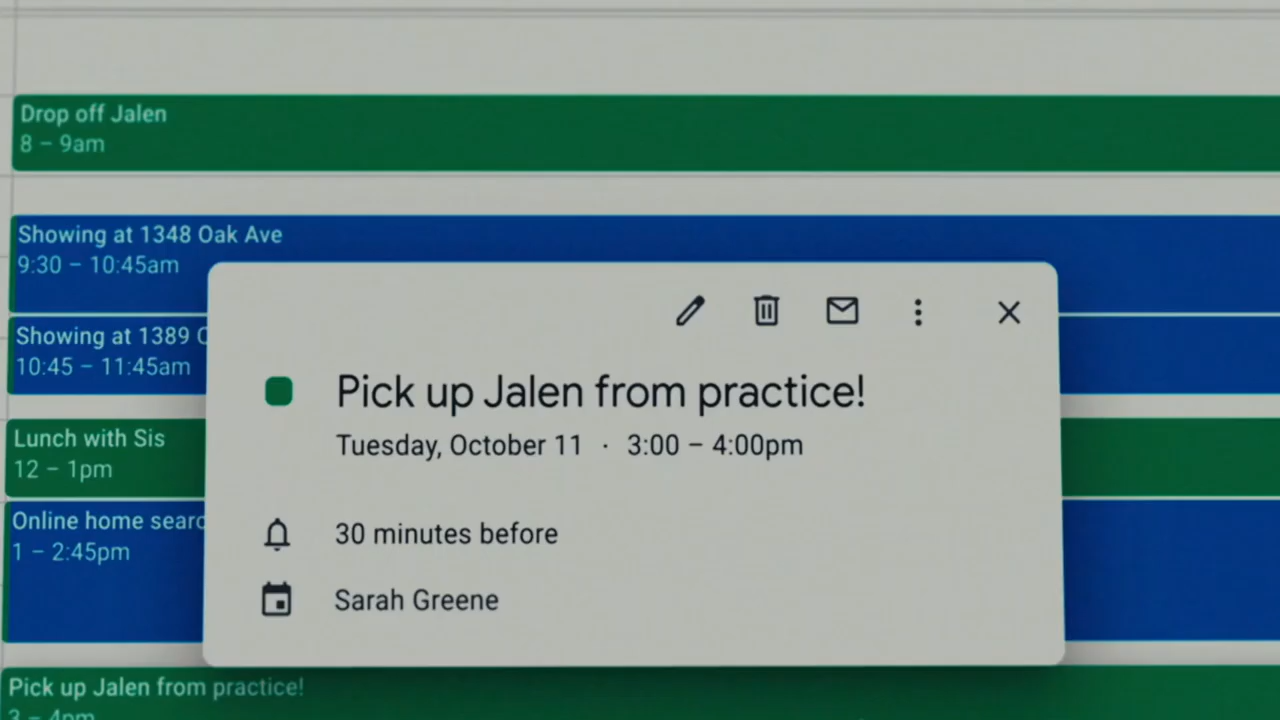 Drop off Jalen
8 – 9am
Showing at 1348 Oak Ave
9:30 – 10:45am
Showing at 1389
10:45 – 11:45am
Lunch with Sis
12 – 1pm
Online home
1 – 2:45pm
Pick up Jalen from practice!
Tuesday, October 11 · 3:00 – 4:00pm
30 minutes before
Sarah Greene
Pick up Jalen from practice!
3 – 4pm